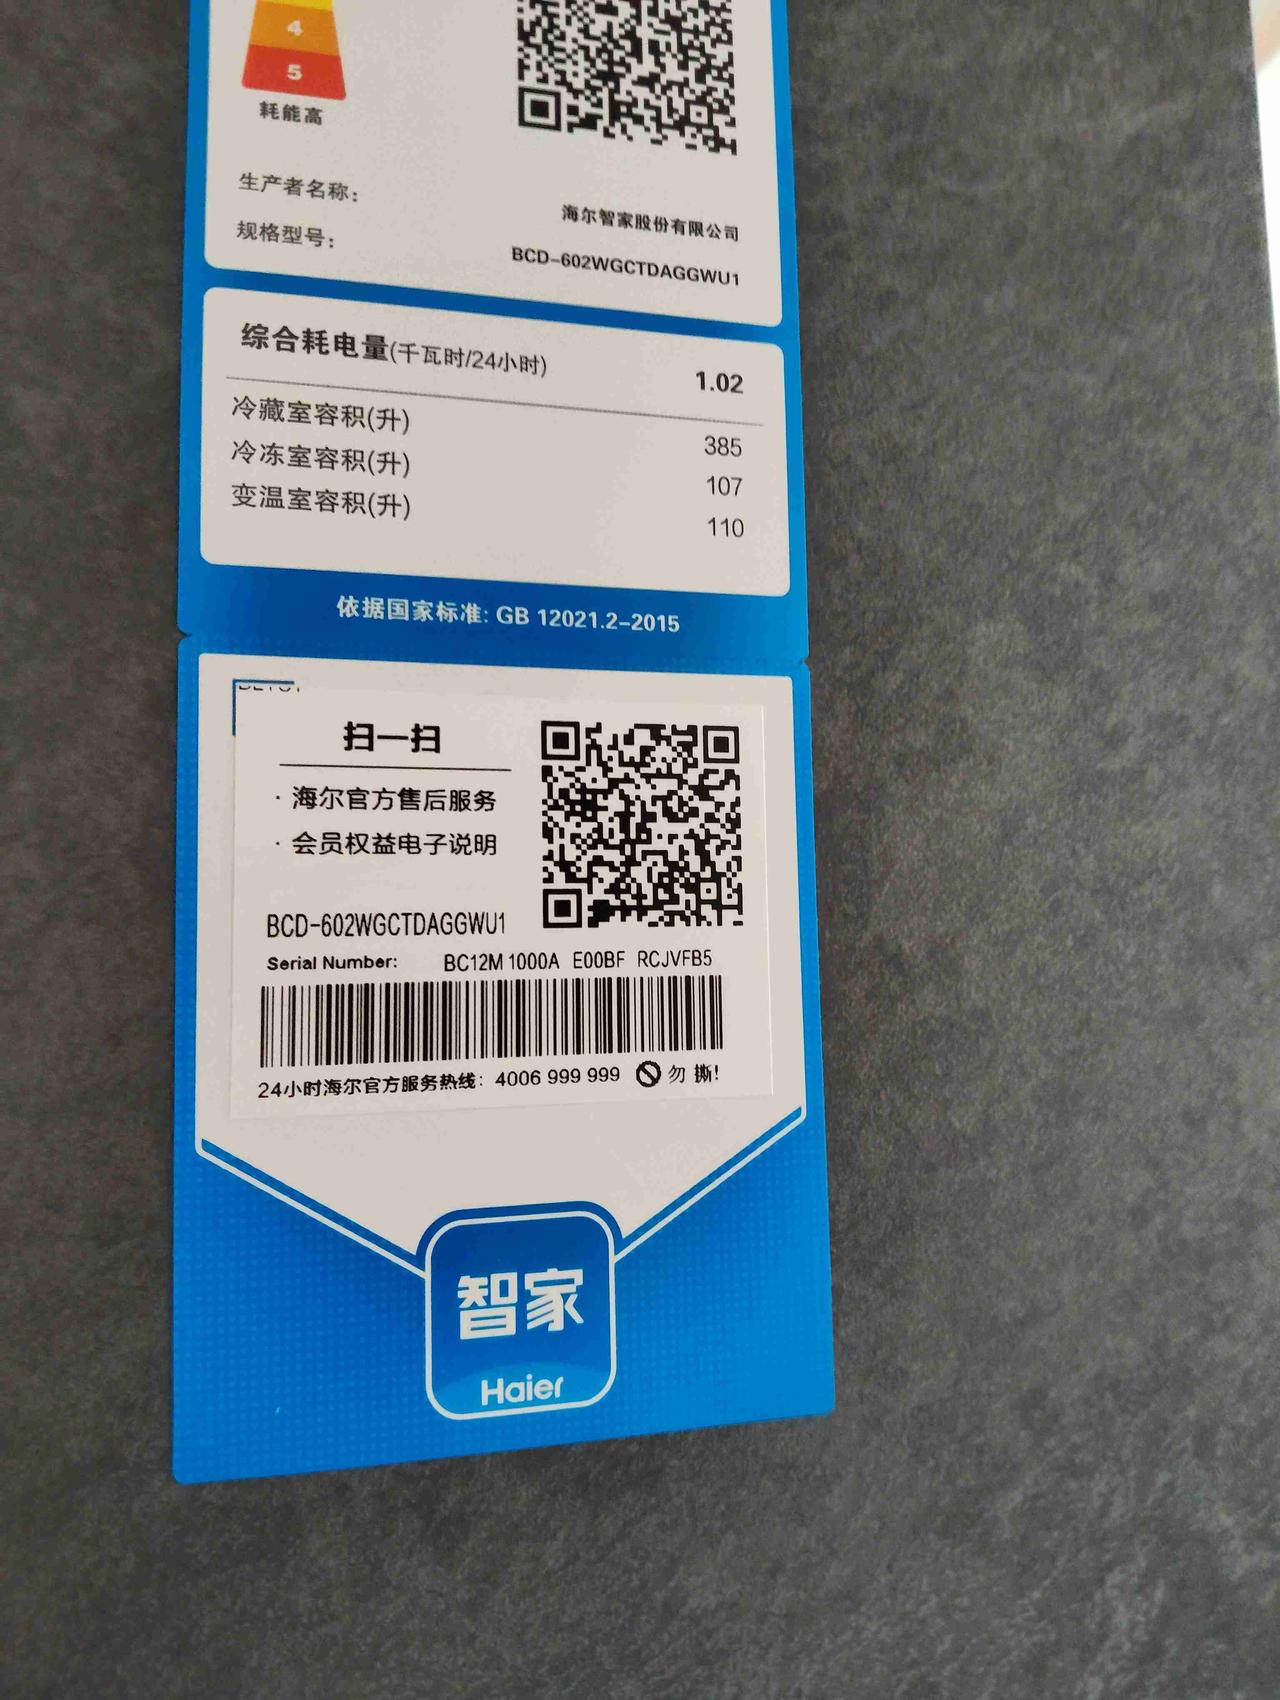 4
5
耗能高
生产者名称: 海尔智家股份有限公司
规格型号: BCD-602WGCTDAGGWU1
综合耗电量(千瓦时/24小时) 1.02
冷藏室容积(升) 385
冷冻室容积(升) 107
变温室容积(升) 110
依据国家标准: GB 12021.2-2015
扫一扫
· 海尔官方售后服务
· 会员权益电子说明
BCD-602WGCTDAGGWU1
Serial Number: BC12M 1000A E00BF RCJVFB5
24小时海尔官方服务热线: 4006 999 999 勿 撕!
智家
Haier